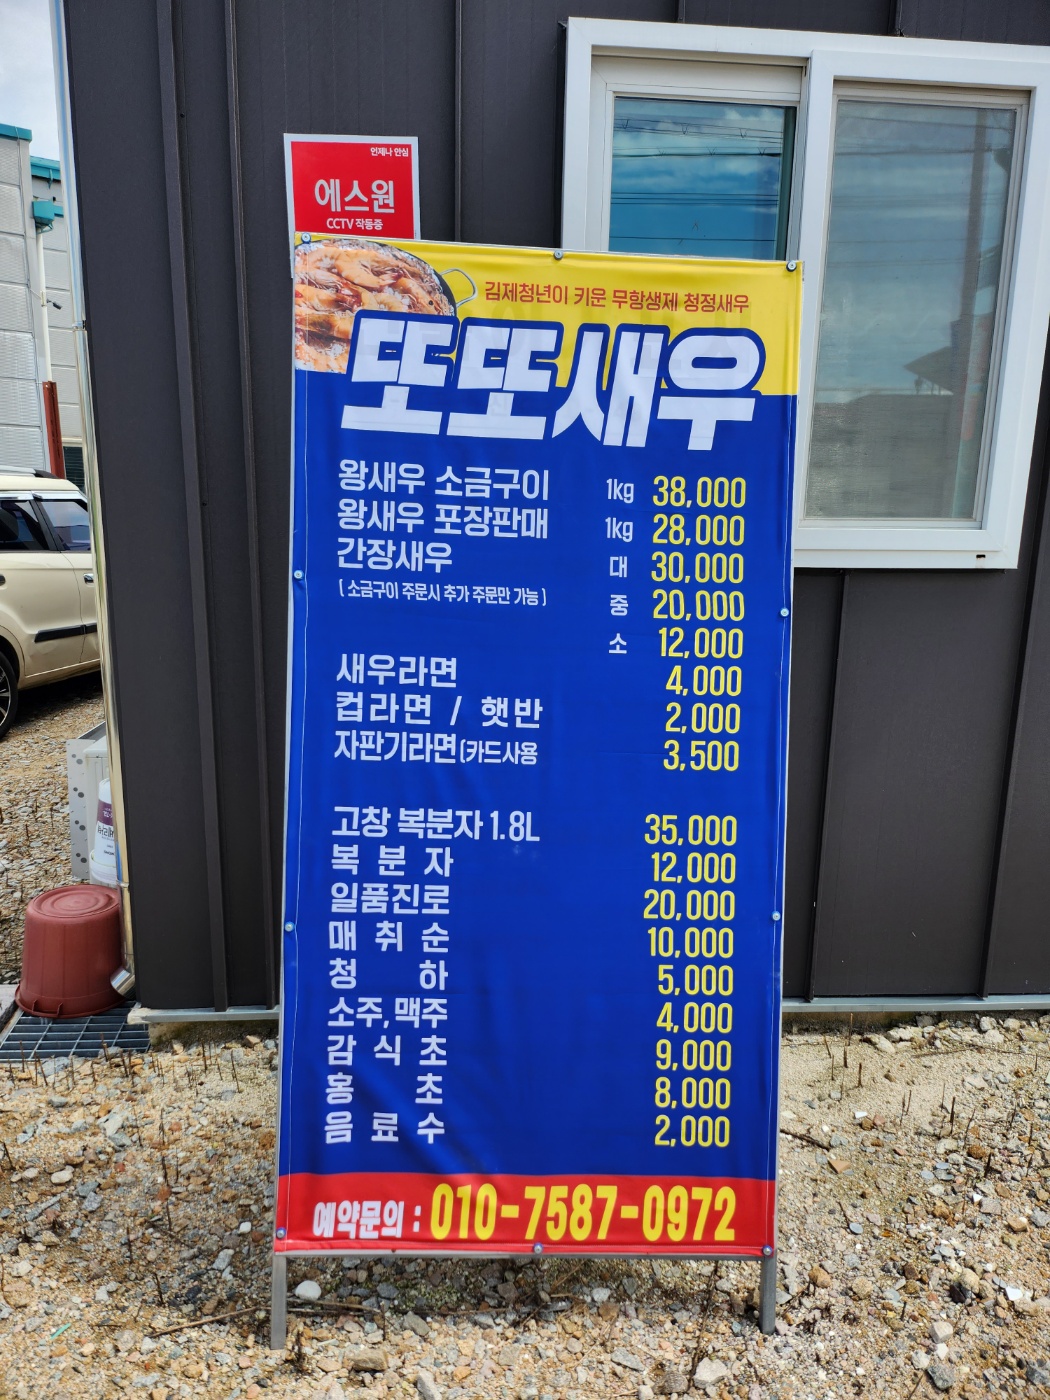 언제나 안심
에스원
CCTV 작동중
김제청년이 키운 무항생제 청정새우
또또새우
왕새우 소금구이 1kg 38,000
왕새우 포장판매 1kg 28,000
간장새우 대 30,000
( 소금구이 주문시 추가 주문만 가능 ) 중 20,000
소 12,000
새우라면 4,000
컵라면 / 햇반 2,000
자판기라면(카드사용 3,500
고창 복분자 1.8L 35,000
복 분 자 12,000
일품진로 20,000
매 취 순 10,000
청 하 5,000
소주, 맥주 4,000
감 식 초 9,000
홍 초 8,000
음 료 수 2,000
예약문의 : 010-7587-0972